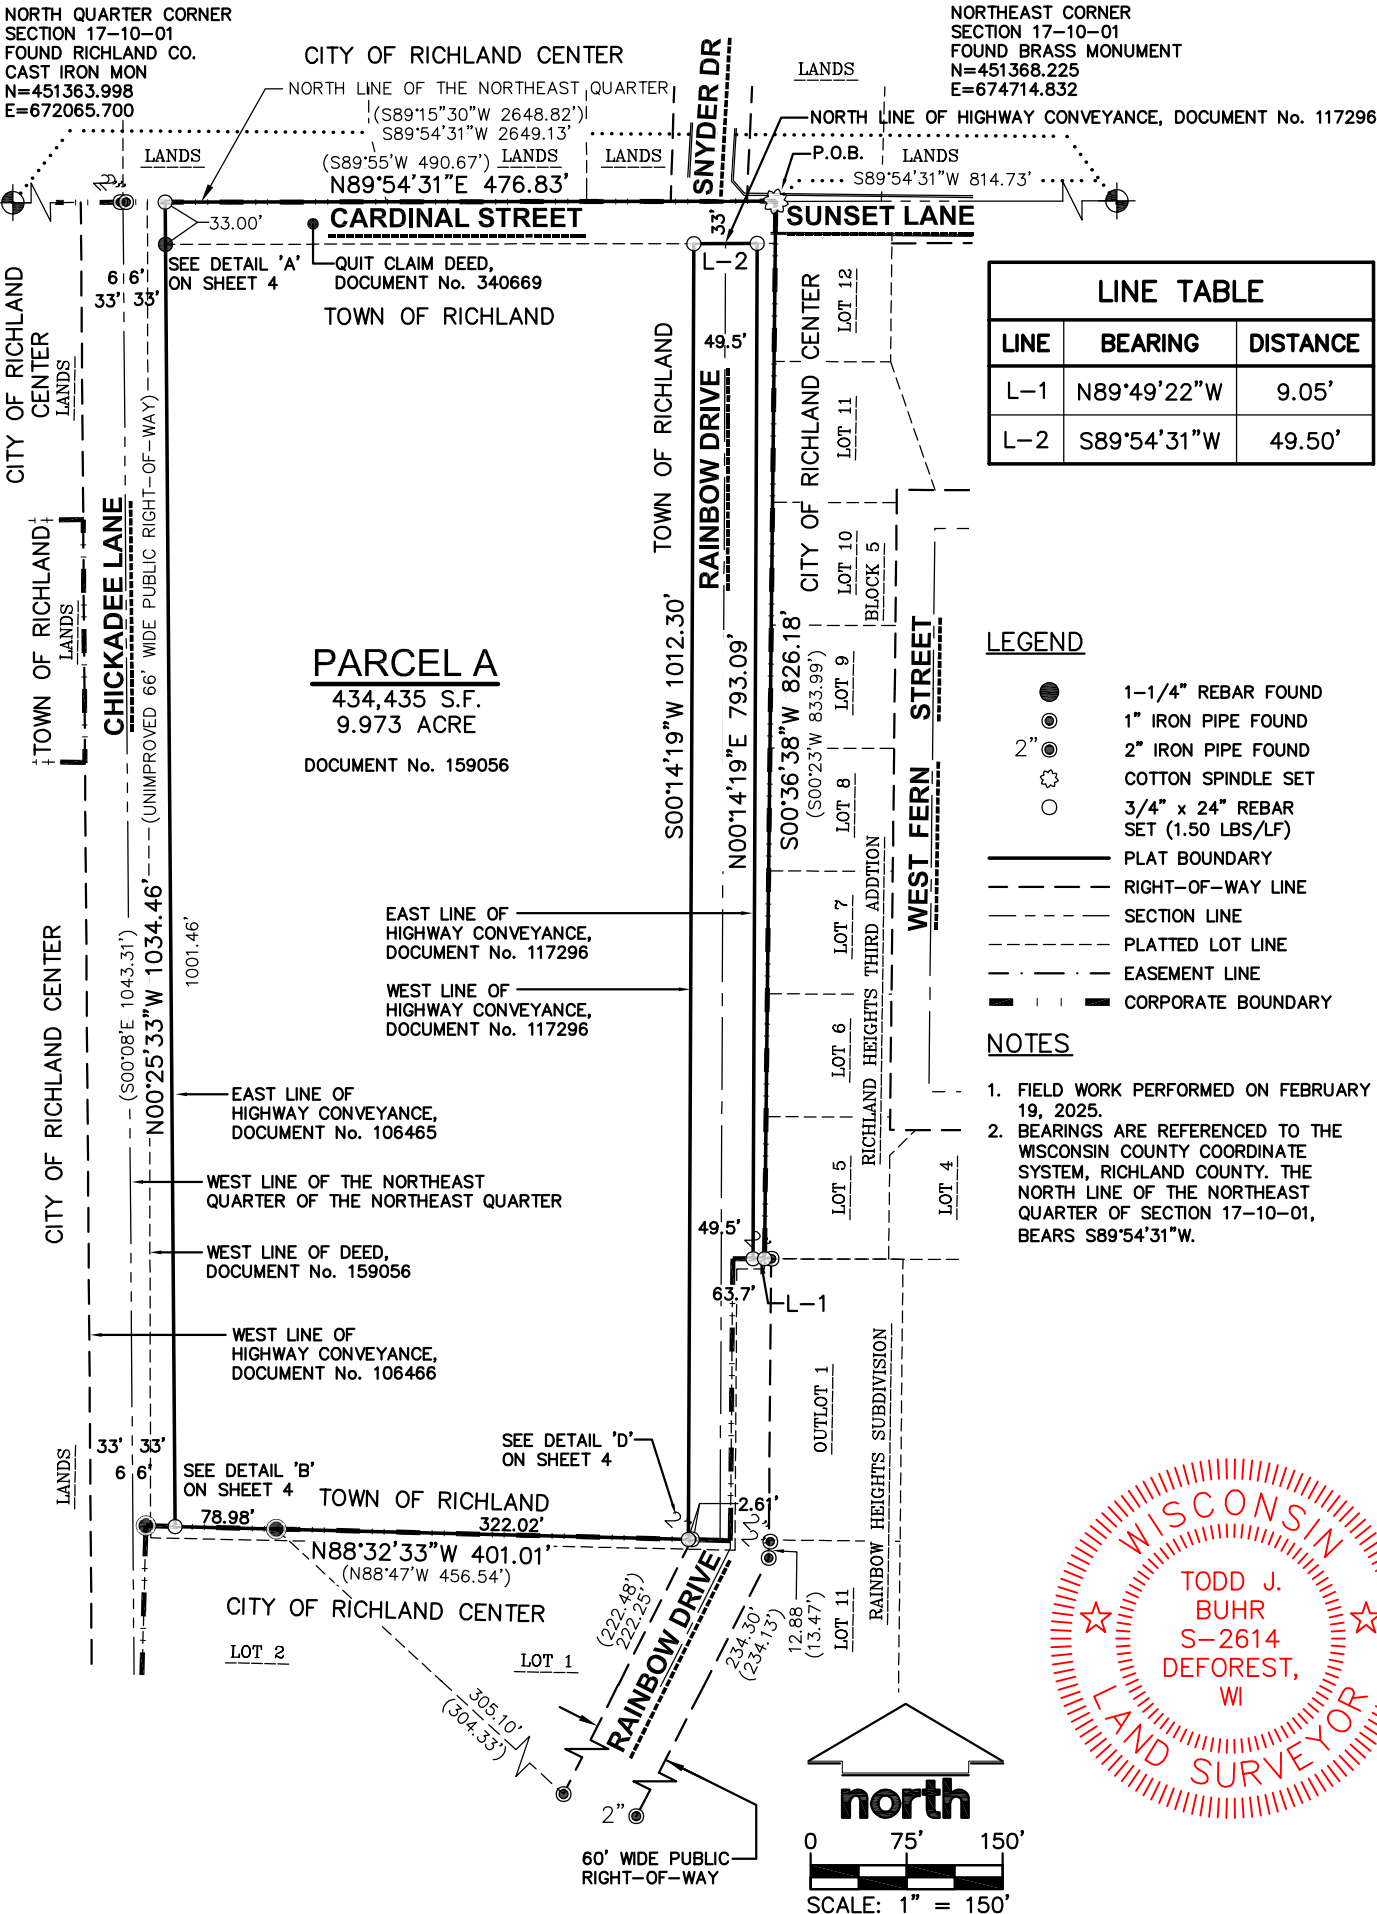 NORTH QUARTER CORNER
SECTION 17-10-01
FOUND RICHLAND CO.
CAST IRON MON
N=451363.998
E=672065.700
NORTHEAST CORNER
SECTION 17-10-01
FOUND BRASS MONUMENT
N=451368.225
E=674714.832
CITY OF RICHLAND CENTER
NORTH LINE OF THE NORTHEAST QUARTER
(S89°15'30"W 2648.82')
S89°54'31"W 2649.13'
(S89°55'W 490.67')
N89°54'31"E 476.83'
LANDS
LANDS
LANDS
LANDS
LANDS
SNYDER DR
NORTH LINE OF HIGHWAY CONVEYANCE, DOCUMENT No. 117296
P.O.B.
S89°54'31"W 814.73'
2"
CARDINAL STREET
SUNSET LANE
33.00'
33'
L-2
SEE DETAIL 'A'
ON SHEET 4
QUIT CLAIM DEED,
DOCUMENT No. 340669
TOWN OF RICHLAND
6 6'
33' 33'
49.5'
LINE TABLE
LINE BEARING DISTANCE
L-1 N89°49'22"W 9.05'
L-2 S89°54'31"W 49.50'
CITY OF RICHLAND
CENTER
LANDS
TOWN OF RICHLAND
LANDS
CHICKADEE LANE
(UNIMPROVED 66' WIDE PUBLIC RIGHT-OF-WAY)
CITY OF RICHLAND CENTER
(S00°08'E 1043.31')
N00°25'33"W 1034.46'
1001.46'
PARCEL A
434,435 S.F.
9.973 ACRE
DOCUMENT No. 159056
TOWN OF RICHLAND
RAINBOW DRIVE
S00°14'19"W 1012.30'
N00°14'19"E 793.09'
S00°36'38"W 826.18'
(S00°23'W 833.99')
CITY OF RICHLAND CENTER
LOT 12
LOT 11
LOT 10
BLOCK 5
LOT 9
LOT 8
LOT 7
LOT 6
LOT 5
LOT 4
RICHLAND HEIGHTS THIRD ADDTION
WEST FERN STREET
LEGEND
1-1/4" REBAR FOUND
1" IRON PIPE FOUND
2" 2" IRON PIPE FOUND
COTTON SPINDLE SET
3/4" x 24" REBAR
SET (1.50 LBS/LF)
PLAT BOUNDARY
RIGHT-OF-WAY LINE
SECTION LINE
PLATTED LOT LINE
EASEMENT LINE
CORPORATE BOUNDARY
NOTES
1. FIELD WORK PERFORMED ON FEBRUARY
19, 2025.
2. BEARINGS ARE REFERENCED TO THE
WISCONSIN COUNTY COORDINATE
SYSTEM, RICHLAND COUNTY. THE
NORTH LINE OF THE NORTHEAST
QUARTER OF SECTION 17-10-01,
BEARS S89°54'31"W.
EAST LINE OF
HIGHWAY CONVEYANCE,
DOCUMENT No. 117296
WEST LINE OF
HIGHWAY CONVEYANCE,
DOCUMENT No. 117296
EAST LINE OF
HIGHWAY CONVEYANCE,
DOCUMENT No. 106465
WEST LINE OF THE NORTHEAST
QUARTER OF THE NORTHEAST QUARTER
WEST LINE OF DEED,
DOCUMENT No. 159056
WEST LINE OF
HIGHWAY CONVEYANCE,
DOCUMENT No. 106466
49.5'
2"
63.7'
L-1
OUTLOT 1
RAINBOW HEIGHTS SUBDIVISION
LANDS
33' 33'
6 6'
SEE DETAIL 'B'
ON SHEET 4
SEE DETAIL 'D'
ON SHEET 4
78.98'
TOWN OF RICHLAND
322.02'
2"
2.61'
2"
2"
N88°32'33"W 401.01'
(N88°47'W 456.54')
CITY OF RICHLAND CENTER
LOT 2
LOT 1
305.10'
(304.33')
(222.48')
222.25'
RAINBOW DRIVE
234.30'
(234.13')
12.88
(13.47')
LOT 11
2"
60' WIDE PUBLIC
RIGHT-OF-WAY
north
0 75' 150'
SCALE: 1" = 150'
WISCONSIN
TODD J.
BUHR
S-2614
DEFOREST,
WI
LAND SURVEYOR